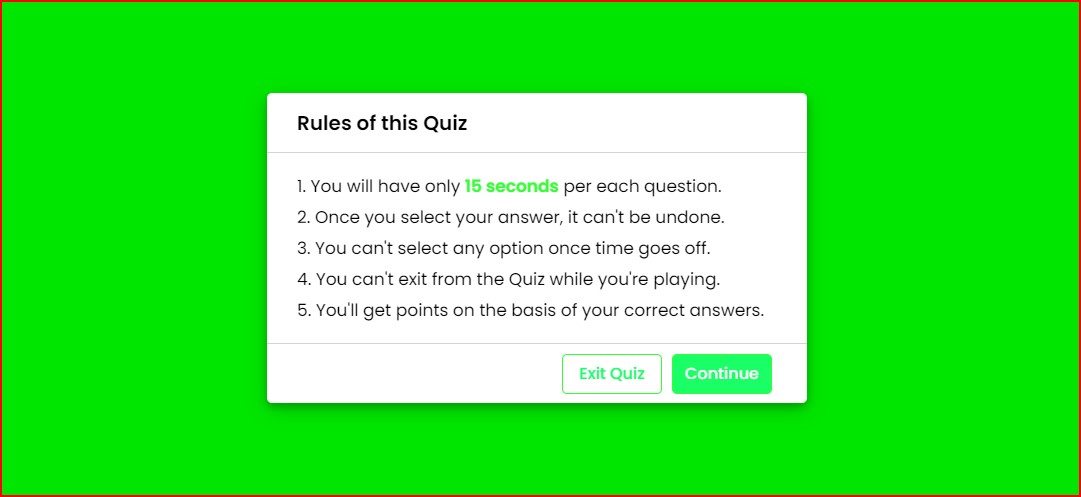 Rules of this Quiz
1. You will have only 15 seconds per each question.
2. Once you select your answer, it can't be undone.
3. You can't select any option once time goes off.
4. You can't exit from the Quiz while you're playing.
5. You'll get points on the basis of your correct answers.
Exit Quiz Continue